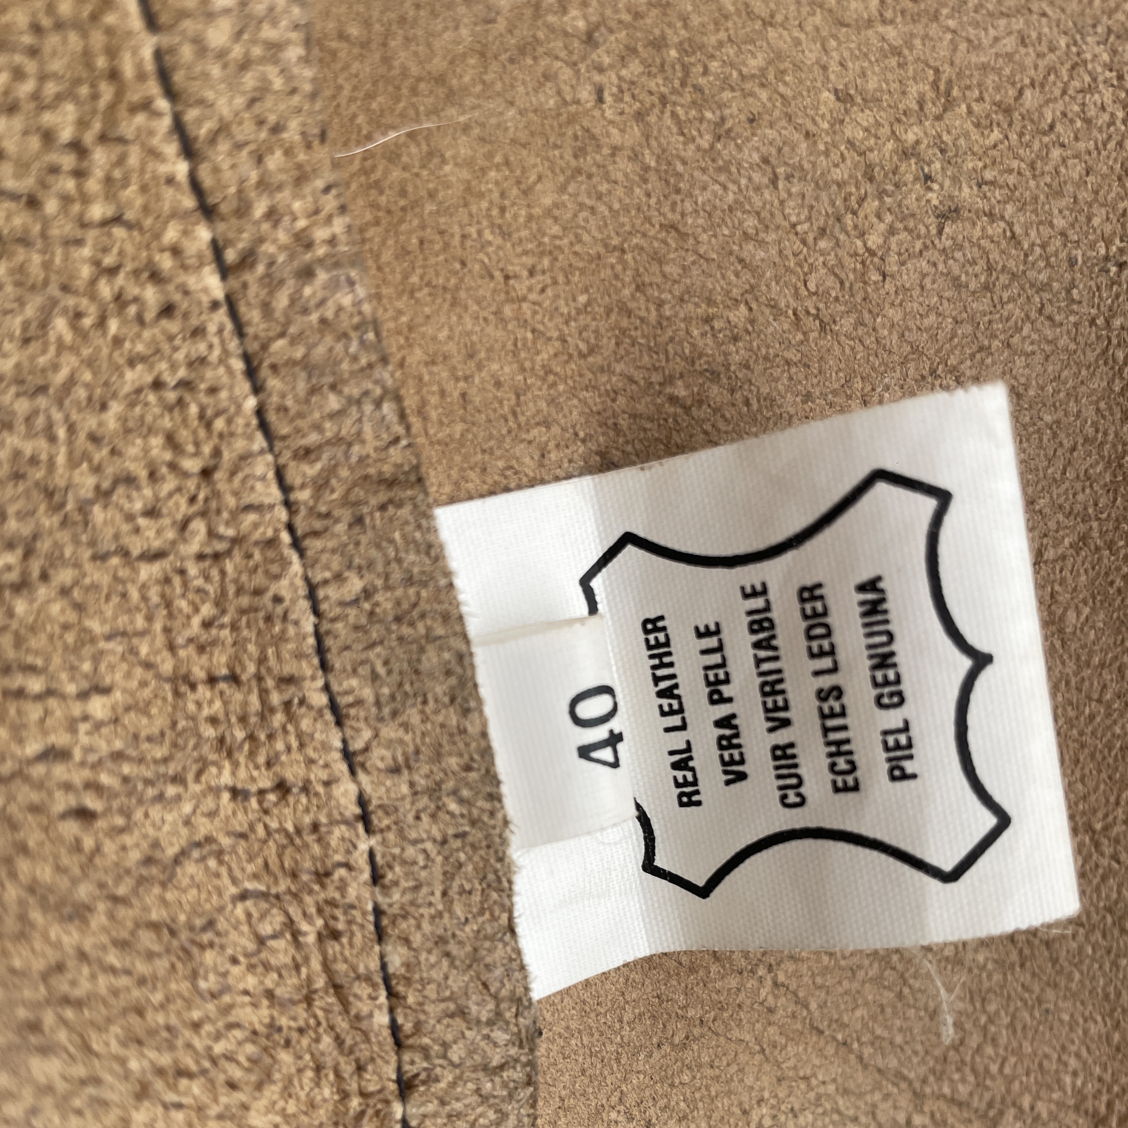 40
REAL LEATHER
VERA PELLE
CUIR VERITABLE
ECHTES LEDER
PIEL GENUINA